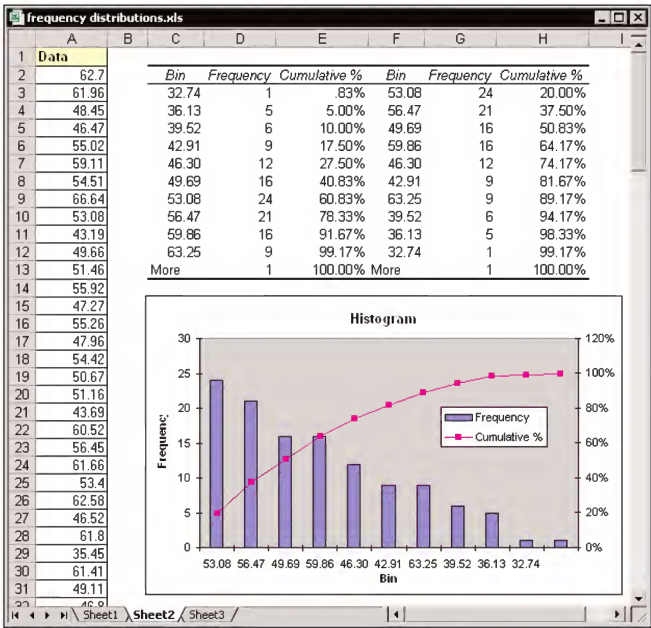 frequency distributions.xls
A B C D E F G H I
1 Data
2 62.7 Bin Frequency Cumulative % Bin Frequency Cumulative %
3 61.96 32.74 1 .83% 53.08 24 20.00%
4 48.45 36.13 5 5.00% 56.47 21 37.50%
5 46.47 39.52 6 10.00% 49.69 16 50.83%
6 55.02 42.91 9 17.50% 59.86 16 64.17%
7 59.11 46.30 12 27.50% 46.30 12 74.17%
8 54.51 49.69 16 40.83% 42.91 9 81.67%
9 66.64 53.08 24 60.83% 63.25 9 89.17%
10 53.08 56.47 21 78.33% 39.52 6 94.17%
11 43.19 59.86 16 91.67% 36.13 5 98.33%
12 49.66 63.25 9 99.17% 32.74 1 99.17%
13 51.46 More 1 100.00% More 1 100.00%
14 55.92
15 47.27
16 55.26
17 47.96
18 54.42
19 50.67
20 51.16
21 43.69
22 60.52
23 56.45
24 61.66
25 53.4
26 62.58
27 46.52
28 61.8
29 35.45
30 61.41
31 49.11
32 46.8
Histogram
30
25
20
15
10
5
0
120%
100%
80%
60%
40%
20%
0%
Frequenc
Frequency
Cumulative %
53.08 56.47 49.69 59.86 46.30 42.91 63.25 39.52 36.13 32.74
Bin
Sheet1 Sheet2 Sheet3